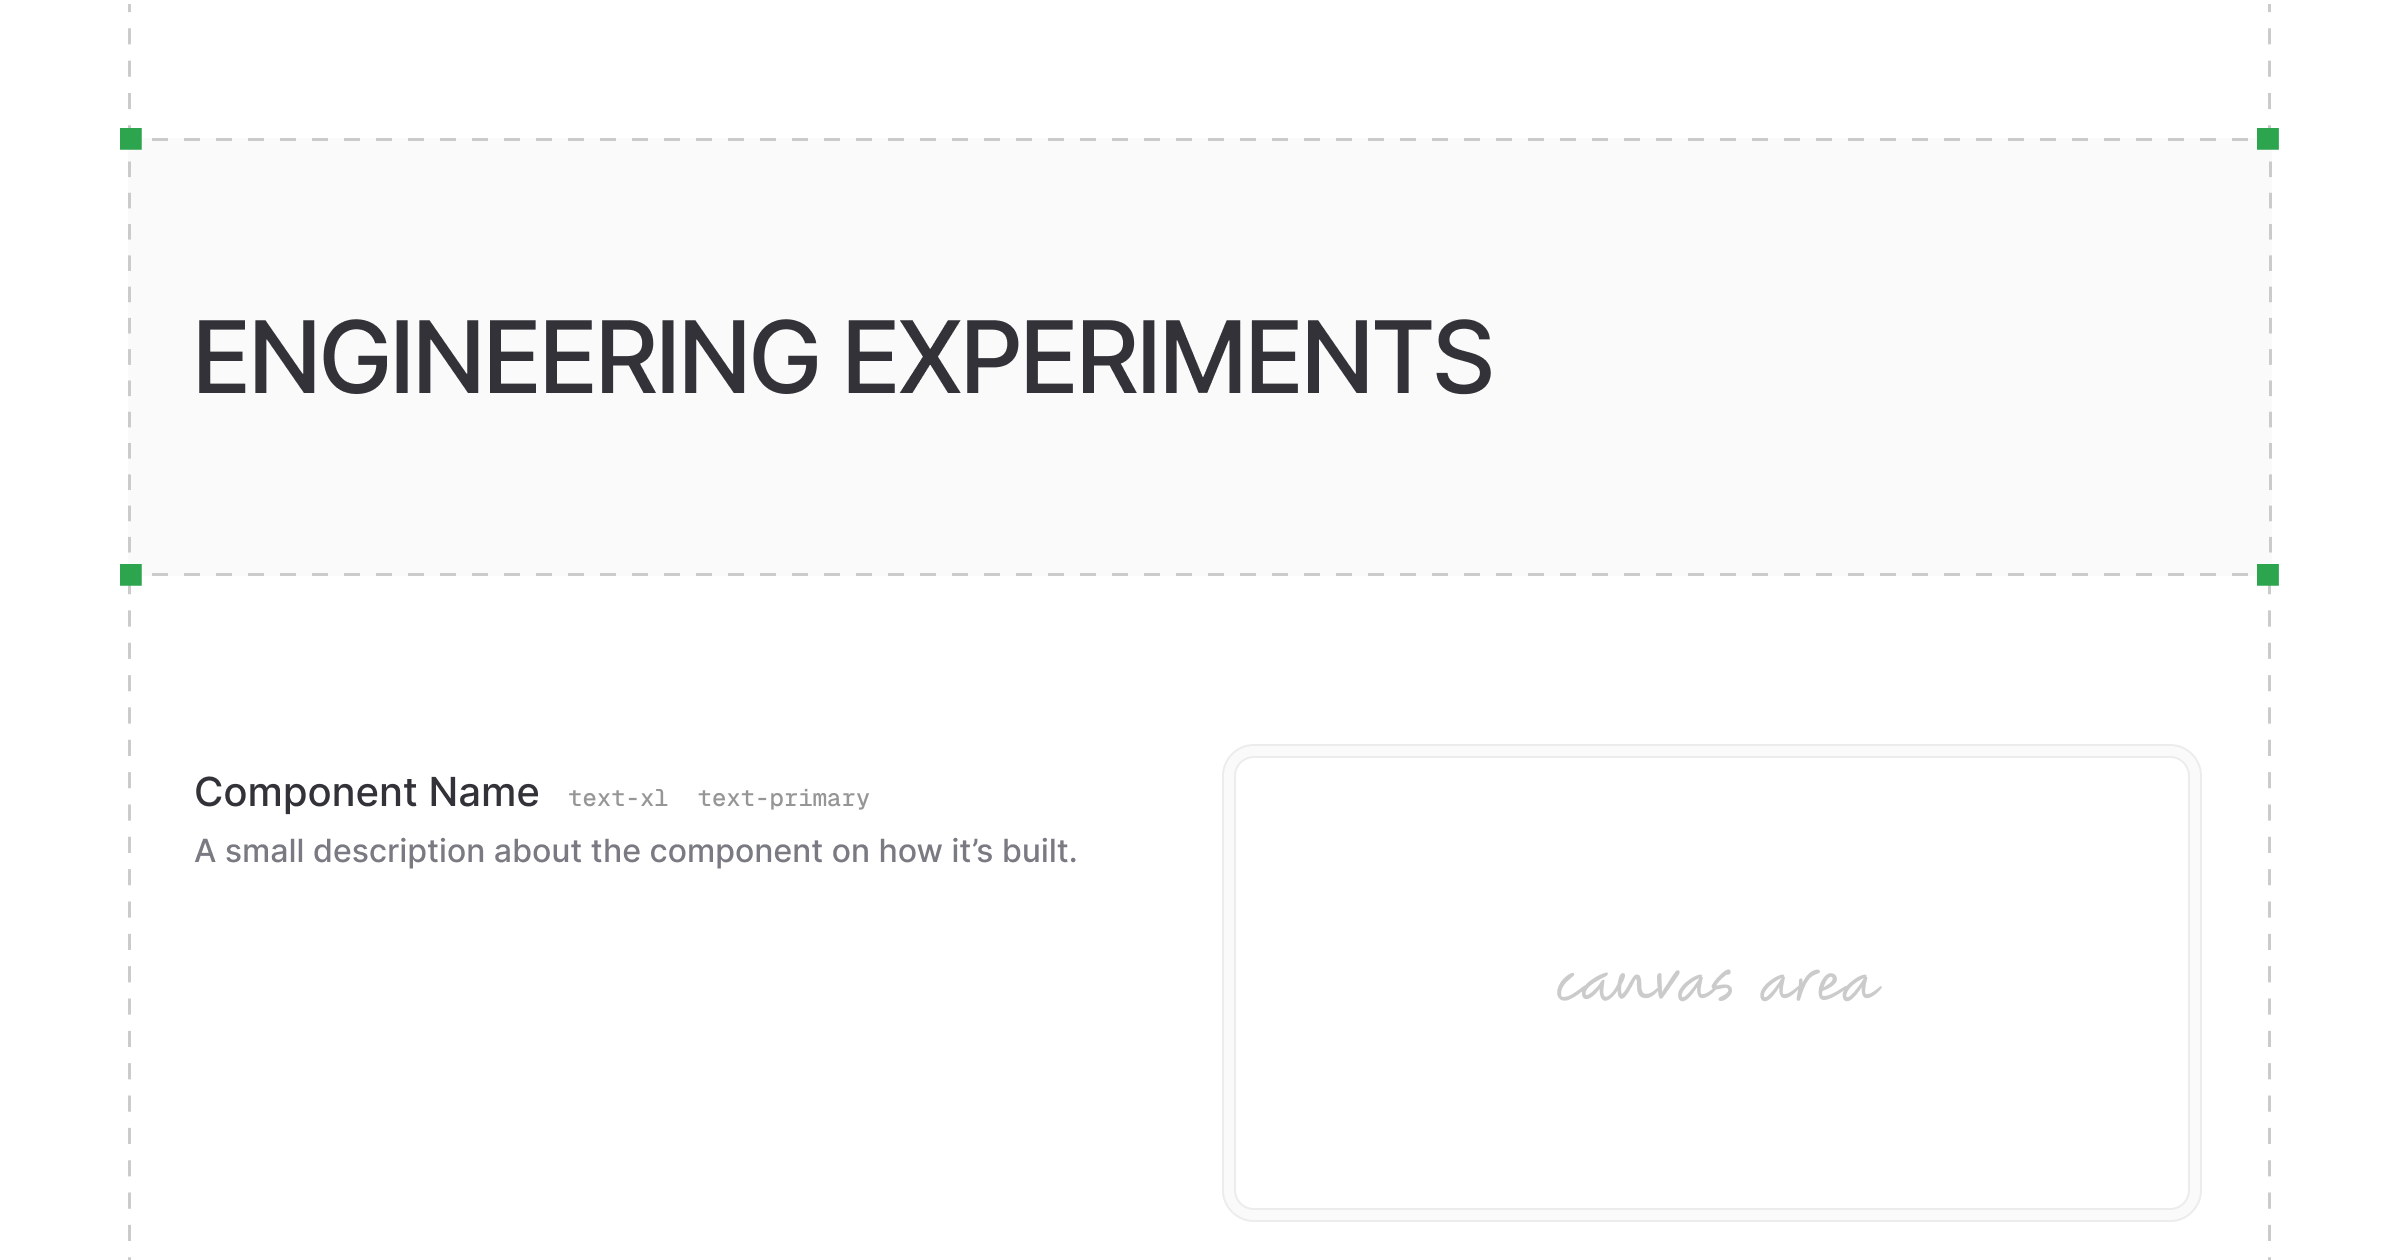 ENGINEERING EXPERIMENTS
Component Name text-xl text-primary
A small description about the component on how it’s built.
canvas area